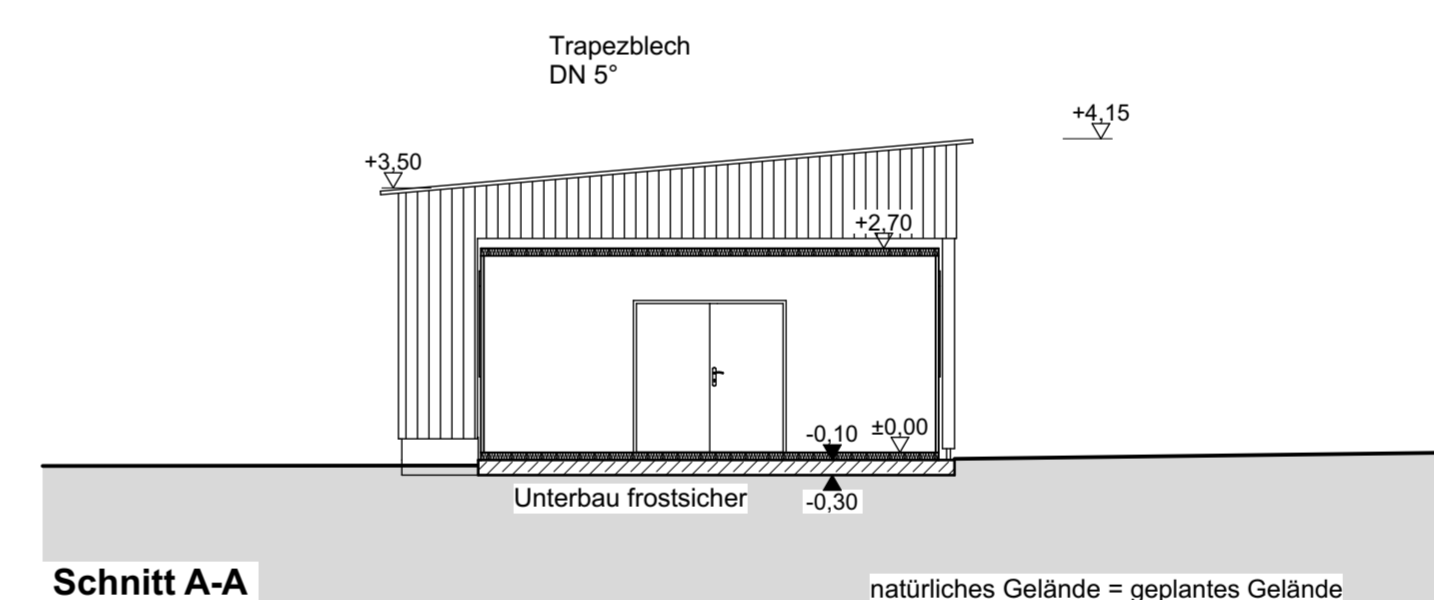 Trapezblech
DN 5°
+4,15
+3,50
+2,70
-0,10
±0,00
Unterbau frostsicher
-0,30
Schnitt A-A
natürliches Gelände = geplantes Gelände